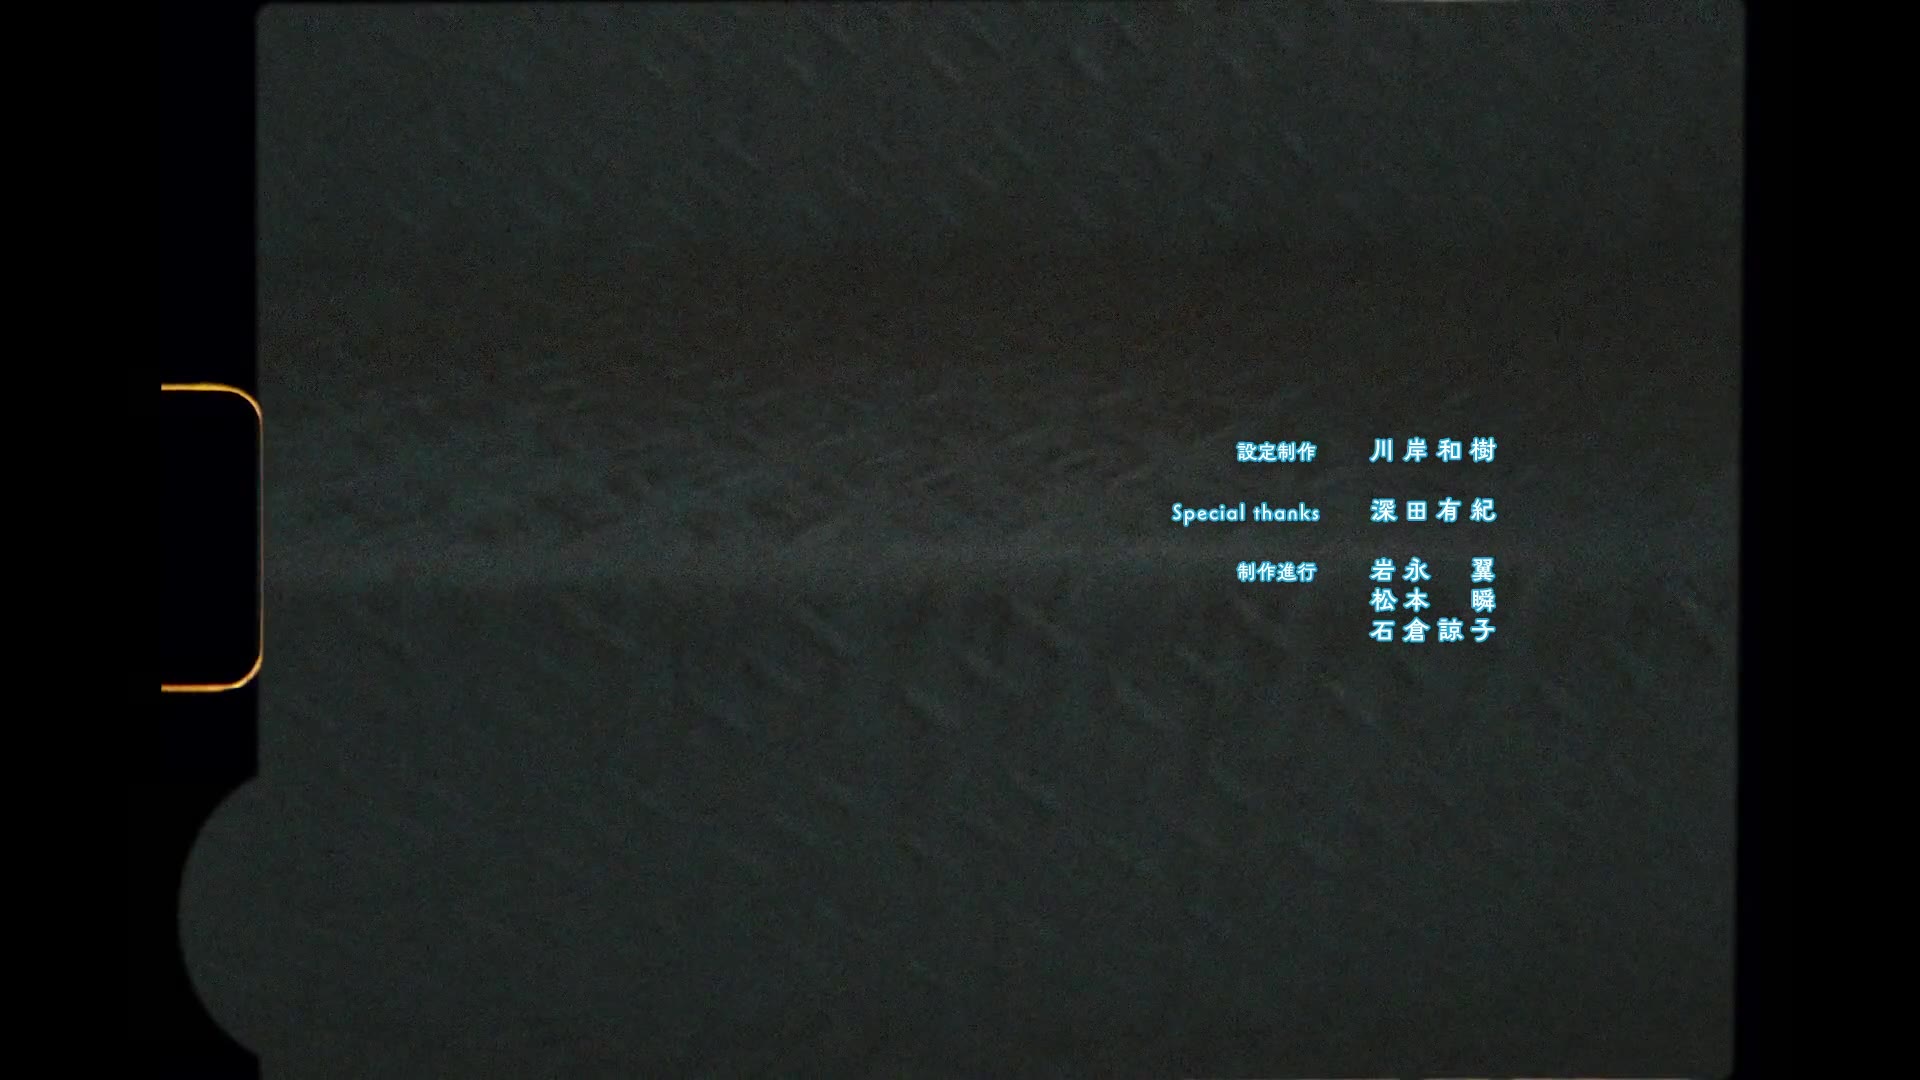 設定制作 川岸和樹
Special thanks 深田有紀
制作進行 岩永 翼
松本 瞬
石倉諒子